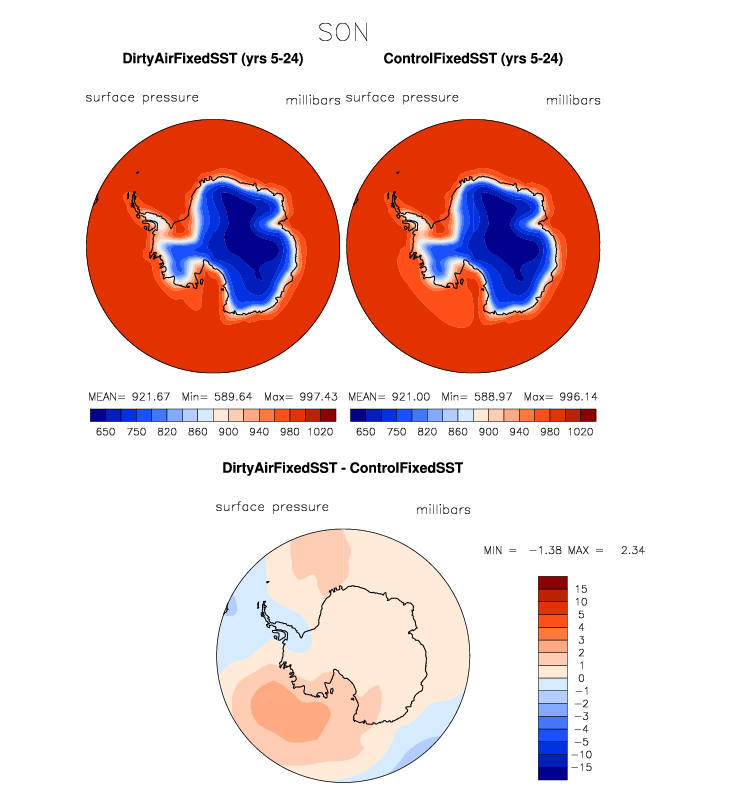 SON
DirtyAirFixedSST (yrs 5-24) ControlFixedSST (yrs 5-24)
surface pressure millibars surface pressure millibars
MEAN= 921.67 Min= 589.64 Max= 997.43 MEAN= 921.00 Min= 588.97 Max= 996.14
650 750 820 860 900 940 980 1020 650 750 820 860 900 940 980 1020
DirtyAirFixedSST - ControlFixedSST
surface pressure millibars
MIN = -1.38 MAX = 2.34
15
10
5
4
3
2
1
0
-1
-2
-3
-4
-5
-10
-15